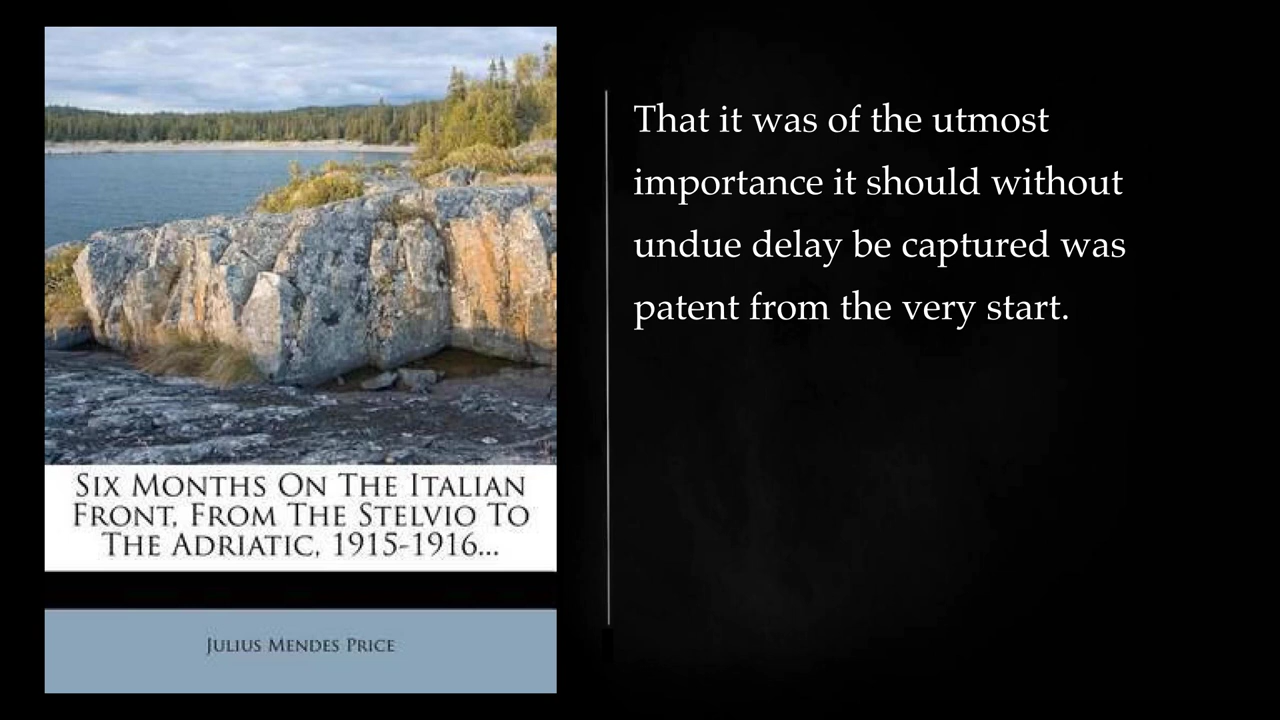 That it was of the utmost
importance it should without
undue delay be captured was
patent from the very start.
Six Months On The Italian
Front, From The Stelvio To
The Adriatic, 1915-1916...
Julius Mendes Price